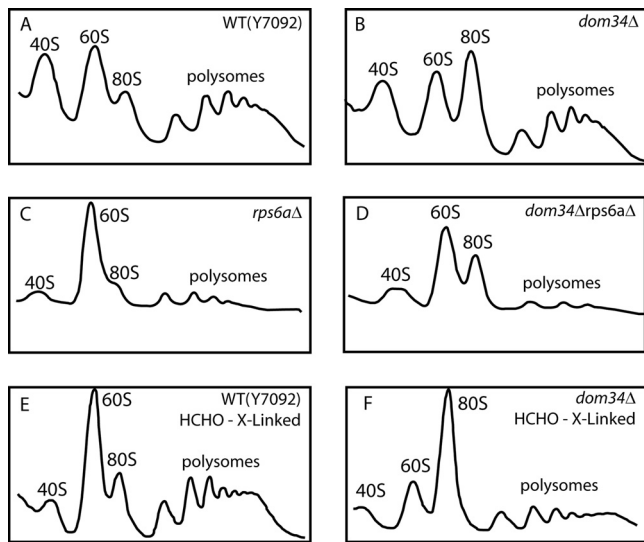 A WT(Y7092)
40S 60S 80S polysomes
B dom34Δ
40S 60S 80S polysomes
C rps6aΔ
40S 60S 80S polysomes
D dom34Δrps6aΔ
40S 60S 80S polysomes
E WT(Y7092)
HCHO - X-Linked
40S 60S 80S polysomes
F dom34Δ
HCHO - X-Linked
40S 60S 80S polysomes